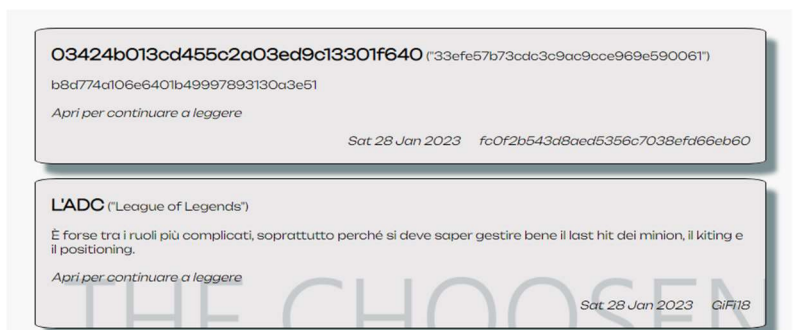 03424b013cd455c2a03ed9c13301f640 ("33efe57b73cdc3c9ac9cce969e590061")
b8d774a106e6401b49997893130a3e51
Apri per continuare a leggere
Sat 28 Jan 2023 fc0f2b543d8aed5356c7038efd66eb60
L'ADC ("League of Legends")
È forse tra i ruoli più complicati, soprattutto perché si deve saper gestire bene il last hit dei minion, il kiting e
il positioning.
Apri per continuare a leggere
THE CHOOSEN
Sat 28 Jan 2023 GiFi18